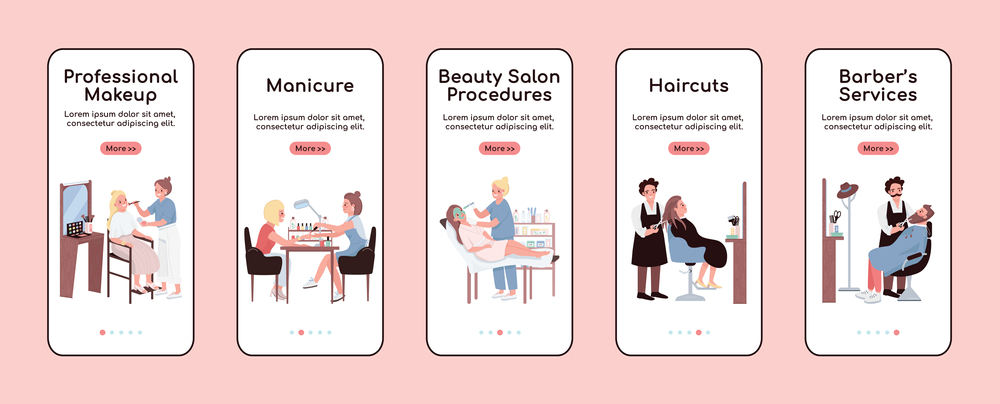 Professional
Makeup
Lorem ipsum dolor sit amet,
consectetur adipiscing elit.
More >>
Manicure
Lorem ipsum dolor sit amet,
consectetur adipiscing elit.
More >>
Beauty Salon
Procedures
Lorem ipsum dolor sit amet,
consectetur adipiscing elit.
More >>
Haircuts
Lorem ipsum dolor sit amet,
consectetur adipiscing elit.
More >>
Barber's
Services
Lorem ipsum dolor sit amet,
consectetur adipiscing elit.
More >>